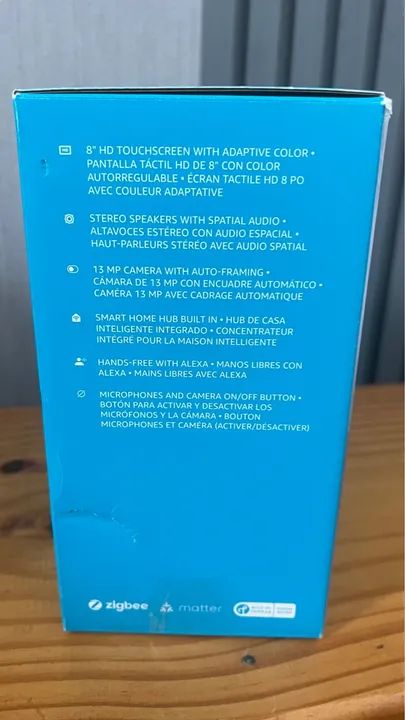 8" HD TOUCHSCREEN WITH ADAPTIVE COLOR •
PANTALLA TÁCTIL HD DE 8" CON COLOR
AUTORREGULABLE • ÉCRAN TACTILE HD 8 PO
AVEC COULEUR ADAPTATIVE
STEREO SPEAKERS WITH SPATIAL AUDIO •
ALTAVOCES ESTÉREO CON AUDIO ESPACIAL •
HAUT-PARLEURS STÉRÉO AVEC AUDIO SPATIAL
13 MP CAMERA WITH AUTO-FRAMING •
CÁMARA DE 13 MP CON ENCUADRE AUTOMÁTICO •
CAMÉRA 13 MP AVEC CADRAGE AUTOMATIQUE
SMART HOME HUB BUILT IN • HUB DE CASA
INTELIGENTE INTEGRADO • CONCENTRATEUR
INTÉGRÉ POUR LA MAISON INTELLIGENTE
HANDS-FREE WITH ALEXA • MANOS LIBRES CON
ALEXA • MAINS LIBRES AVEC ALEXA
MICROPHONES AND CAMERA ON/OFF BUTTON •
BOTÓN PARA ACTIVAR Y DESACTIVAR LOS
MICRÓFONOS Y LA CÁMARA • BOUTON
MICROPHONES ET CAMÉRA (ACTIVER/DÉSACTIVER)
zigbee matter